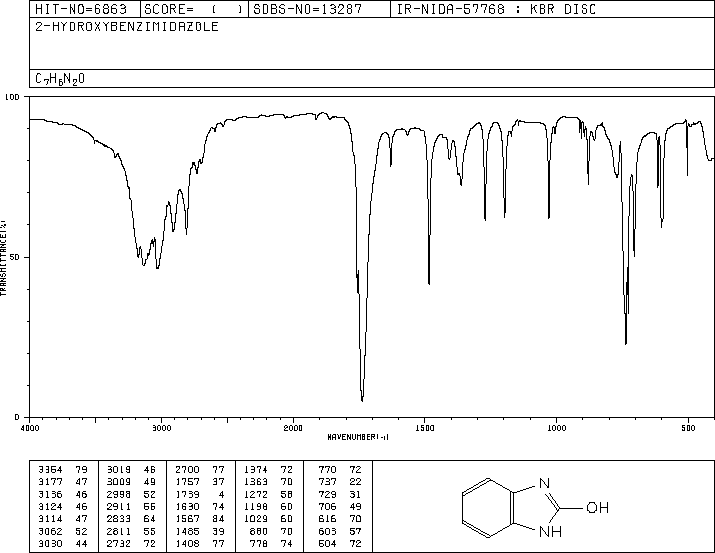 HIT-NO=6863 SCORE= ( ) SDBS-NO=13287 IR-NIDA-57768 : KBR DISC
2-HYDROXYBENZIMIDAZOLE
C7H6N2O
100
50
0
TRANSMITTANCE(%)
4000 3000 2000 1500 1000 500
WAVENUMBER(-1)
3364 79 3019 46 2700 77 1374 72 770 72
3177 47 3009 49 1757 37 1363 70 737 22
46 2998 52 4 1272 58 729 31
3124 46 2911 55 1630 74 1198 60 706 49
3114 47 2833 64 1567 84 1029 60 616 70
3062 52 2811 55 1485 39 880 70 603 57
3030 44 2732 72 1408 77 778 74 504 72
N
OH
NH